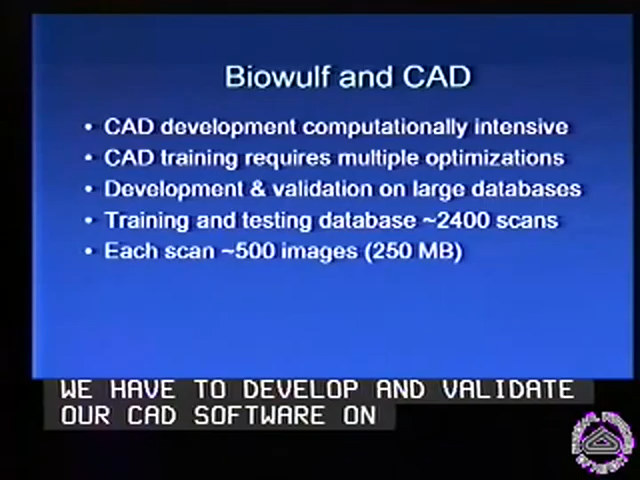 Biowulf and CAD
• CAD development computationally intensive
• CAD training requires multiple optimizations
• Development & validation on large databases
• Training and testing database ~2400 scans
• Each scan ~500 images (250 MB)
WE HAVE TO DEVELOP AND VALIDATE
OUR CAD SOFTWARE ON